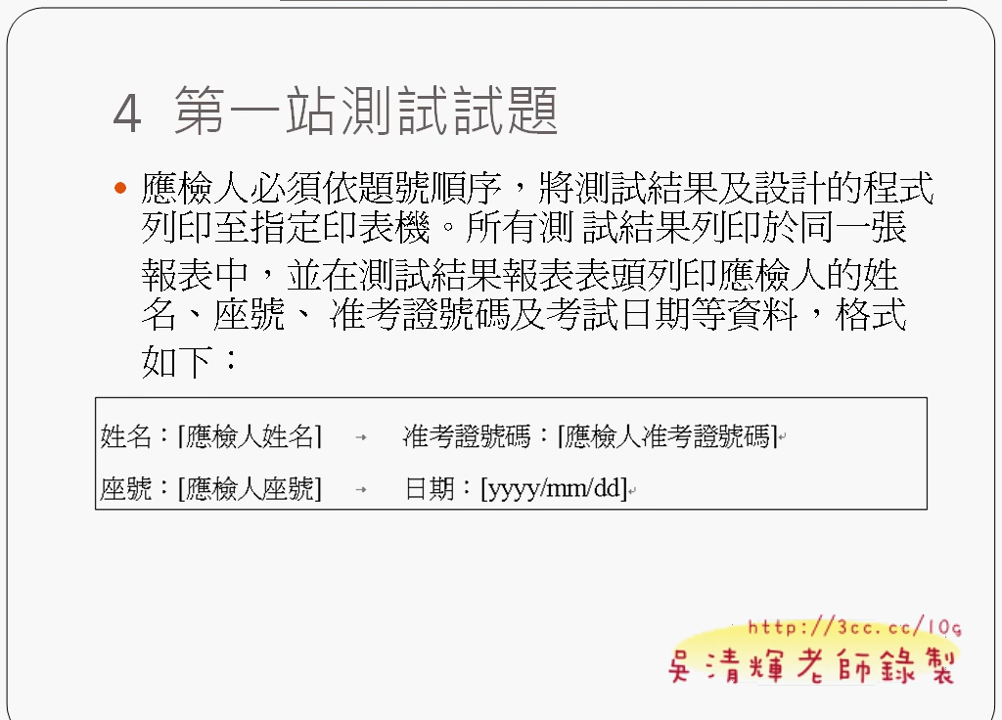 4 第一站測試試題
• 應檢人必須依題號順序，將測試結果及設計的程式
列印至指定印表機。所有測 試結果列印於同一張
報表中，並在測試結果報表表頭列印應檢人的姓
名、座號、 准考證號碼及考試日期等資料，格式
如下：
姓名：[應檢人姓名] → 准考證號碼：[應檢人准考證號碼]↵
座號：[應檢人座號] → 日期：[yyyy/mm/dd]↵
http://3cc.cc/10g
吳清輝老師錄製